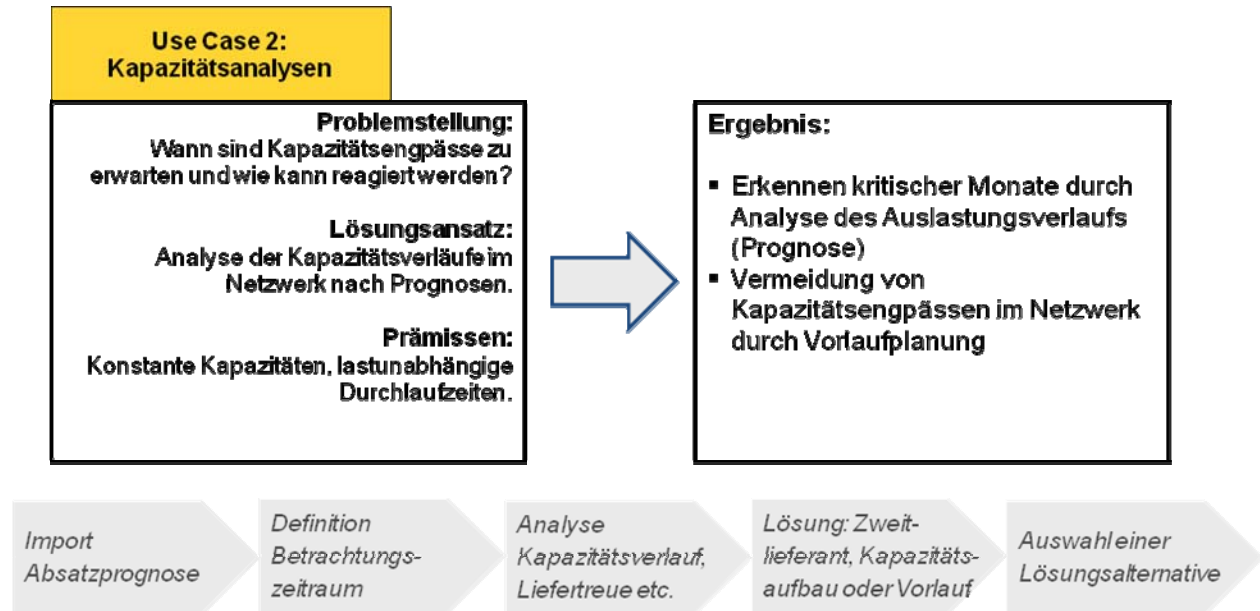 Use Case 2:
Kapazitätsanalysen
Problemstellung:
Wann sind Kapazitätsengpässe zu
erwarten und wie kann reagiert werden?
Lösungsansatz:
Analyse der Kapazitätsverläufe im
Netzwerk nach Prognosen.
Prämissen:
Konstante Kapazitäten, lastunabhängige
Durchlaufzeiten.
Ergebnis:
▪ Erkennen kritischer Monate durch
Analyse des Auslastungsverlaufs
(Prognose)
▪ Vermeidung von
Kapazitätsengpässen im Netzwerk
durch Vorlaufplanung
Import
Absatzprognose
Definition
Betrachtungs-
zeitraum
Analyse
Kapazitätsverlauf,
Liefertreue etc.
Lösung: Zweit-
lieferant, Kapazitäts-
aufbau oder Vorlauf
Auswahl einer
Lösungsalternative